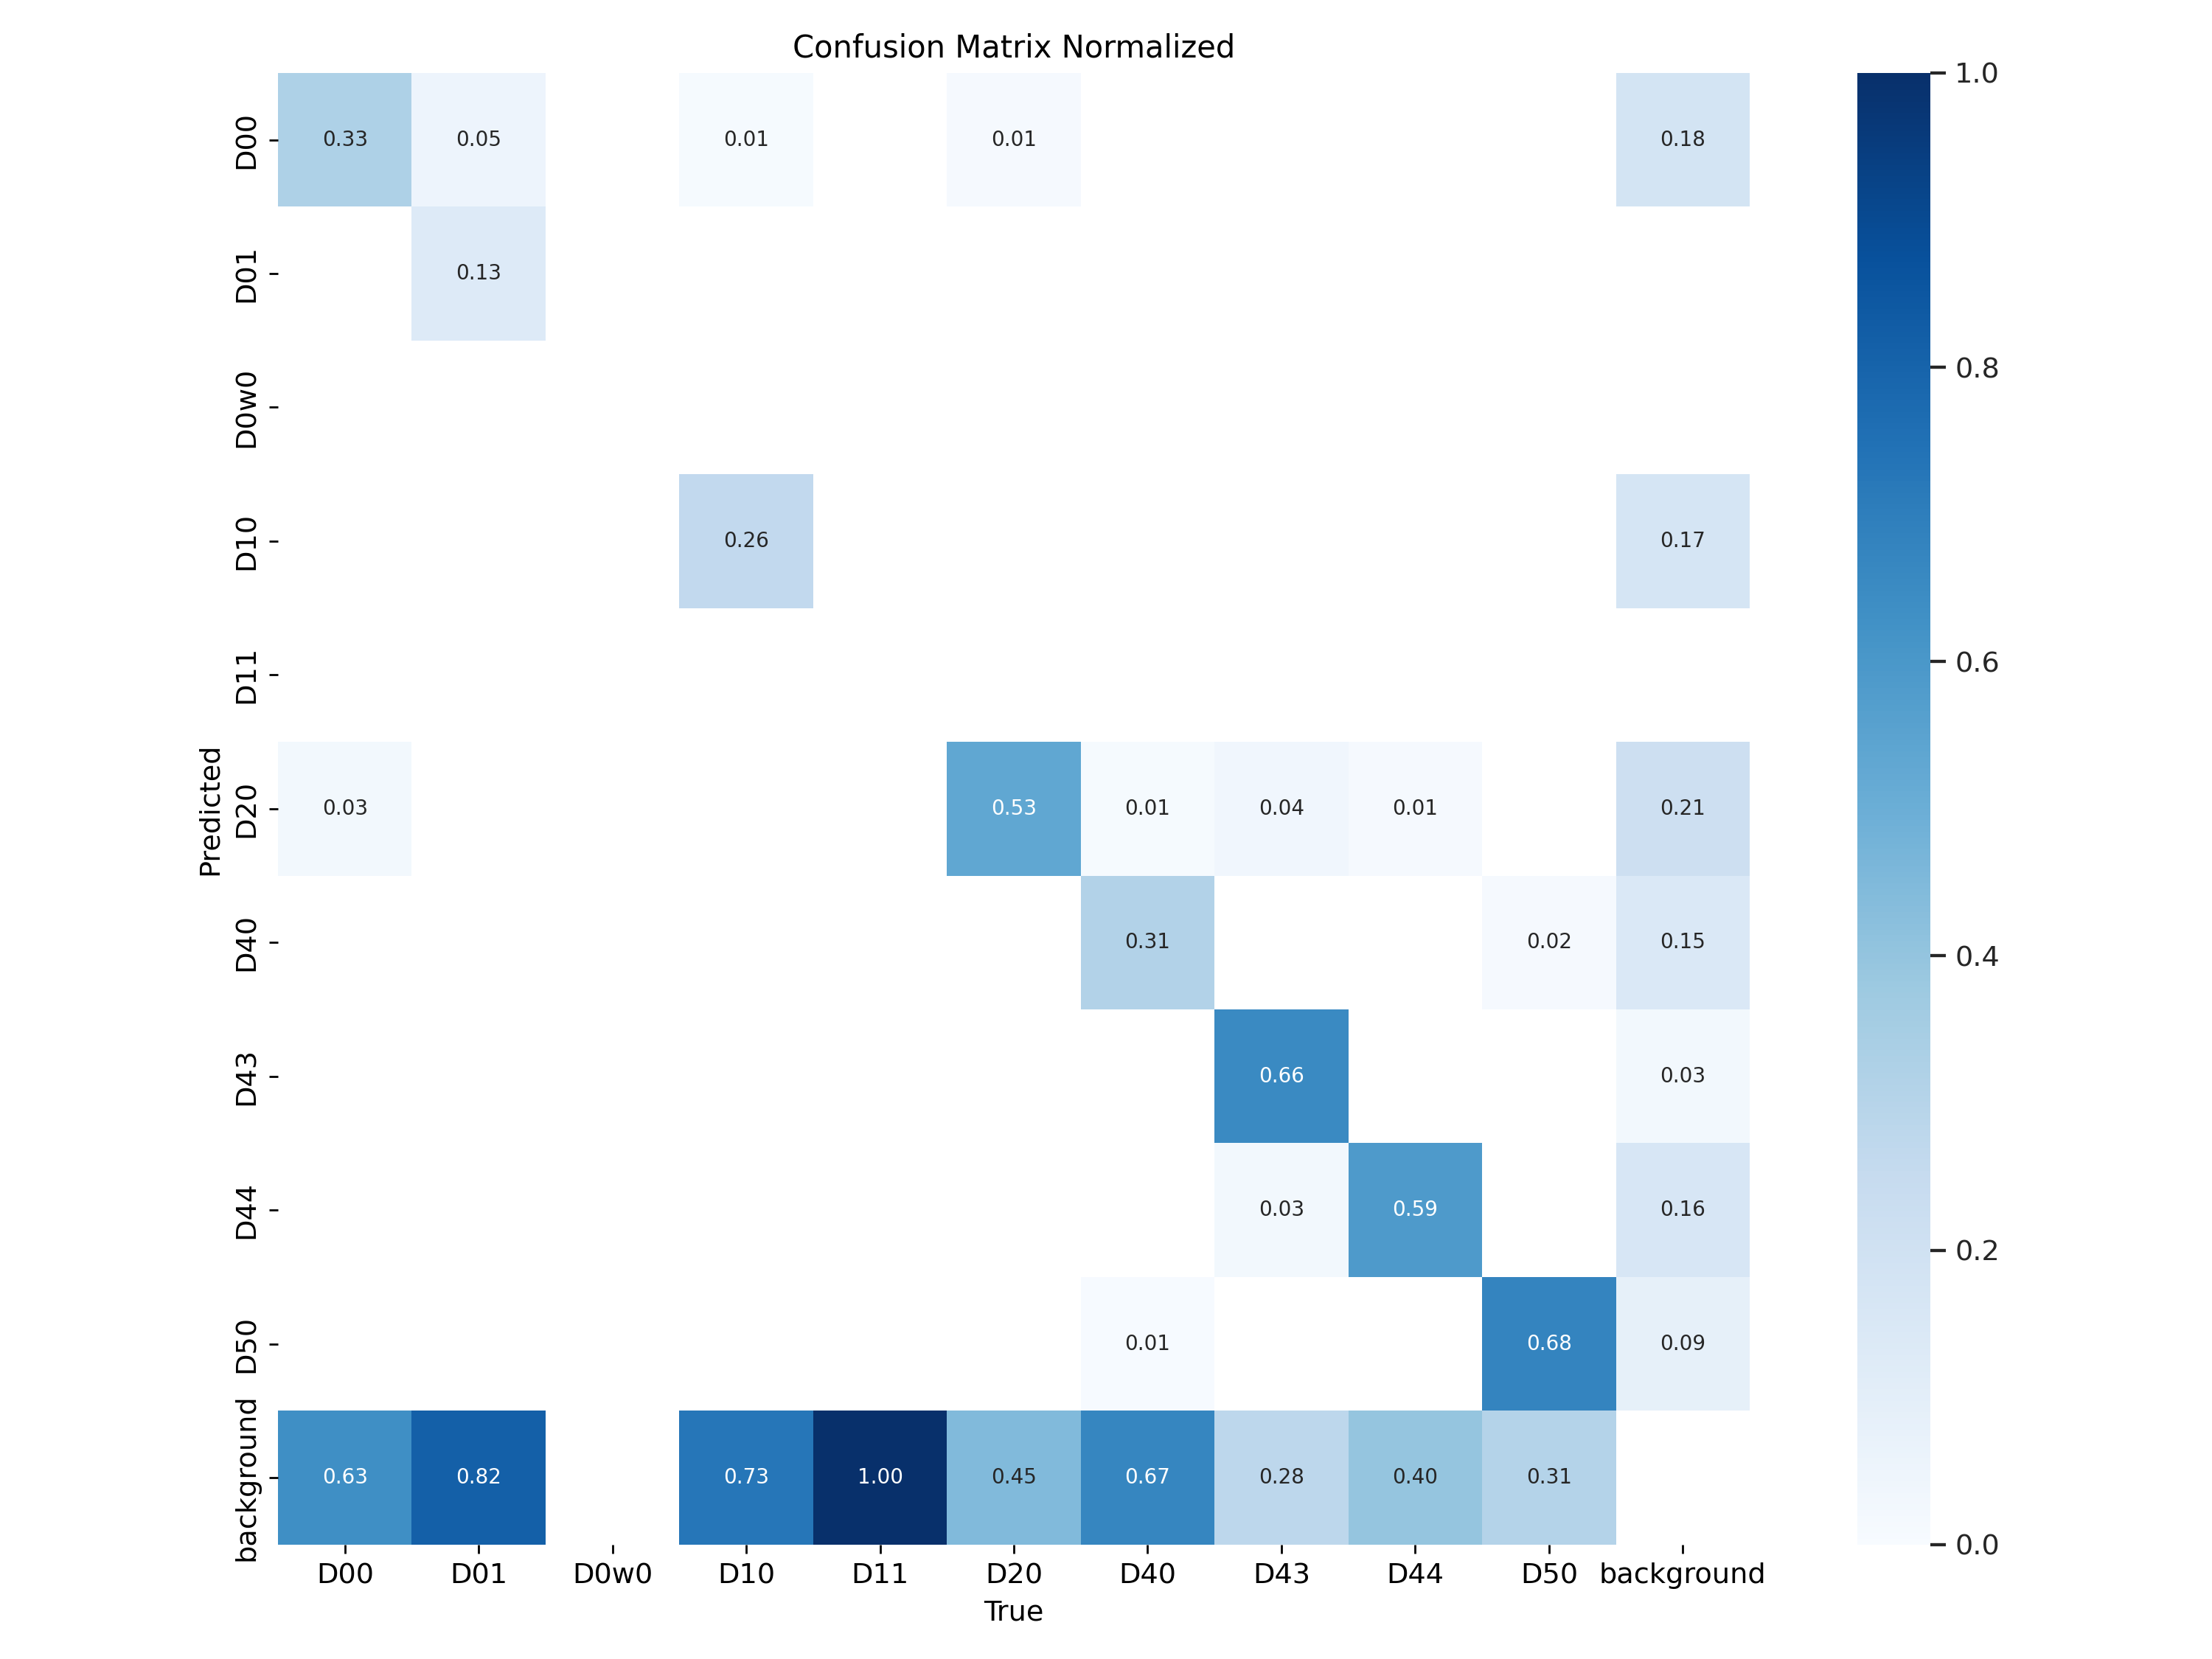 Confusion Matrix Normalized
D00 0.33 0.05 0.01 0.01 0.18
D01 0.13
D0w0
D10 0.26 0.17
D11
Predicted
D20 0.03 0.53 0.01 0.04 0.01 0.21
D40 0.31 0.02 0.15
D43 0.66 0.03
D44 0.03 0.59 0.16
D50 0.01 0.68 0.09
background 0.63 0.82 0.73 1.00 0.45 0.67 0.28 0.40 0.31
D00 D01 D0w0 D10 D11 D20 D40 D43 D44 D50 background
True
1.0
0.8
0.6
0.4
0.2
0.0